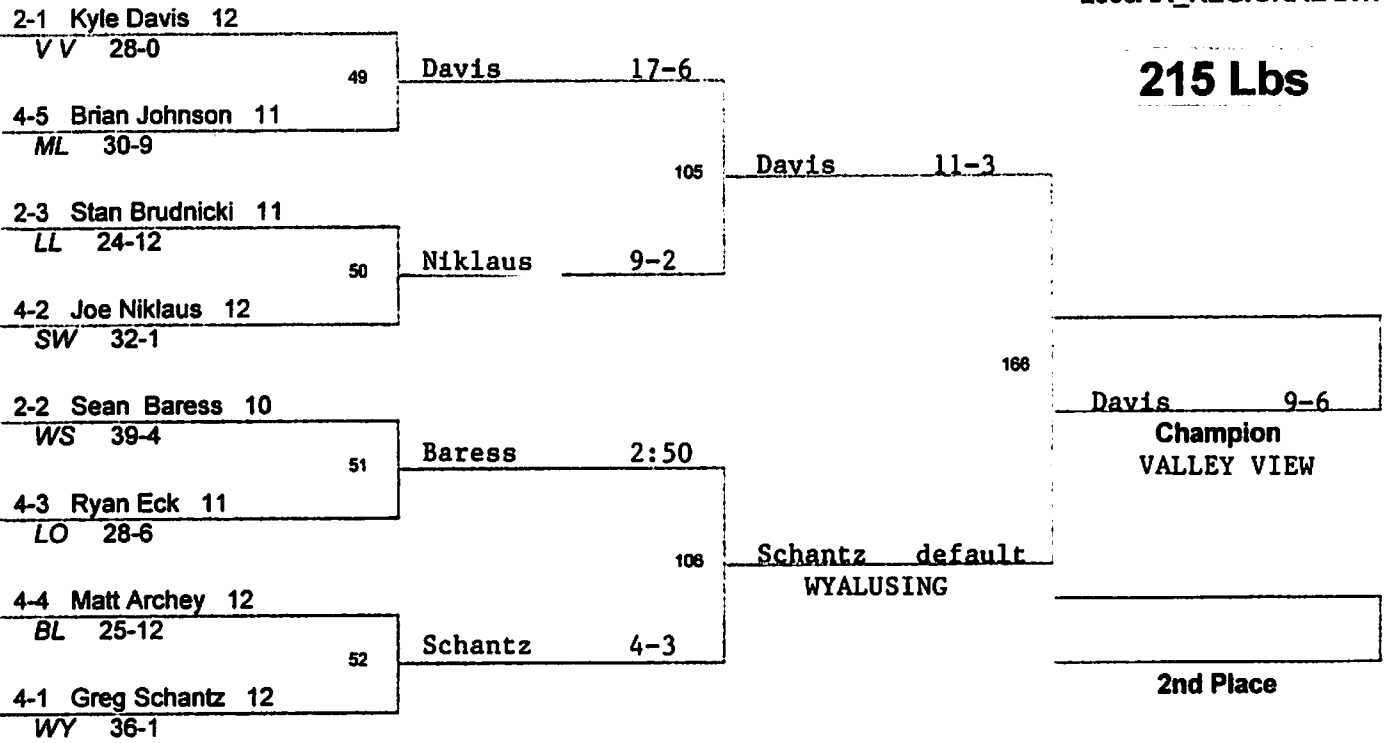 215 Lbs
2-1 Kyle Davis 12
VV 28-0
49
Davis 17-6
4-5 Brian Johnson 11
ML 30-9
105
Davis 11-3
2-3 Stan Brudnicki 11
LL 24-12
50
Niklaus 9-2
4-2 Joe Niklaus 12
SW 32-1
166
Davis 9-6
Champion
VALLEY VIEW
2-2 Sean Baress 10
WS 39-4
51
Baress 2:50
4-3 Ryan Eck 11
LO 28-6
106
Schantz default
WYALUSING
4-4 Matt Archey 12
BL 25-12
52
Schantz 4-3
4-1 Greg Schantz 12
WY 36-1
2nd Place